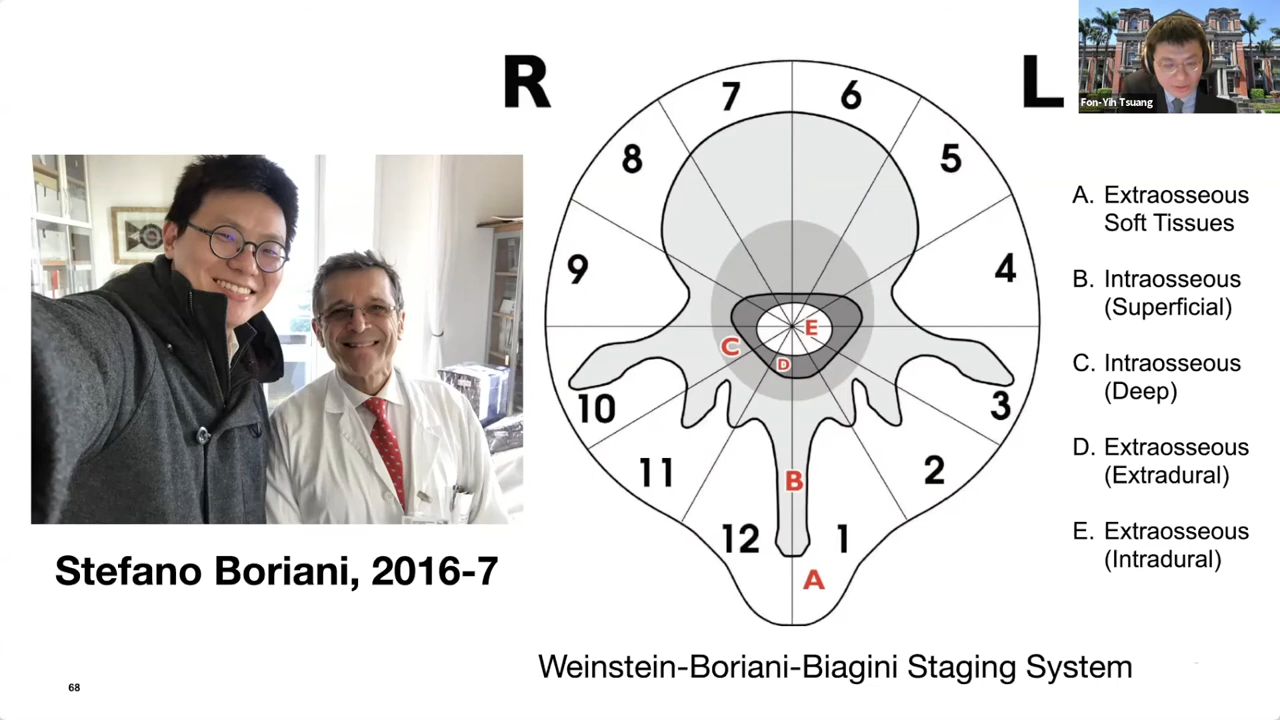 R
L
Fon-Yih Tsuang
7
6
8
5
9
4
10
3
11
2
12
1
E
C
D
B
A
A. Extraosseous
Soft Tissues
B. Intraosseous
(Superficial)
C. Intraosseous
(Deep)
D. Extraosseous
(Extradural)
E. Extraosseous
(Intradural)
Stefano Boriani, 2016-7
Weinstein-Boriani-Biagini Staging System
68